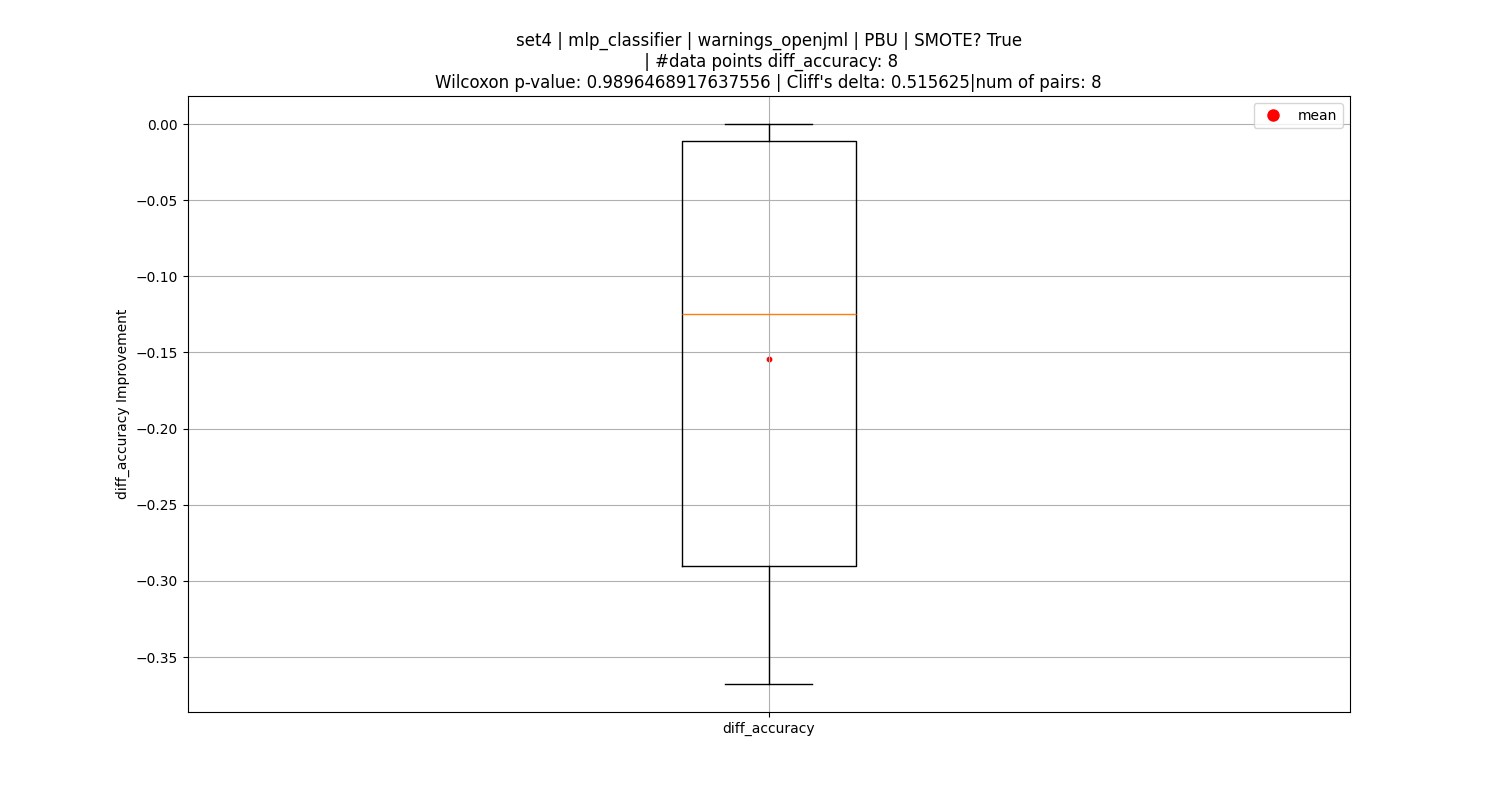 set4 | mlp_classifier | warnings_openjml | PBU | SMOTE? True
| #data points diff_accuracy: 8
Wilcoxon p-value: 0.9896468917637556 | Cliff's delta: 0.515625|num of pairs: 8
mean
0.00
−0.05
−0.10
−0.15
−0.20
−0.25
−0.30
−0.35
diff_accuracy Improvement
diff_accuracy